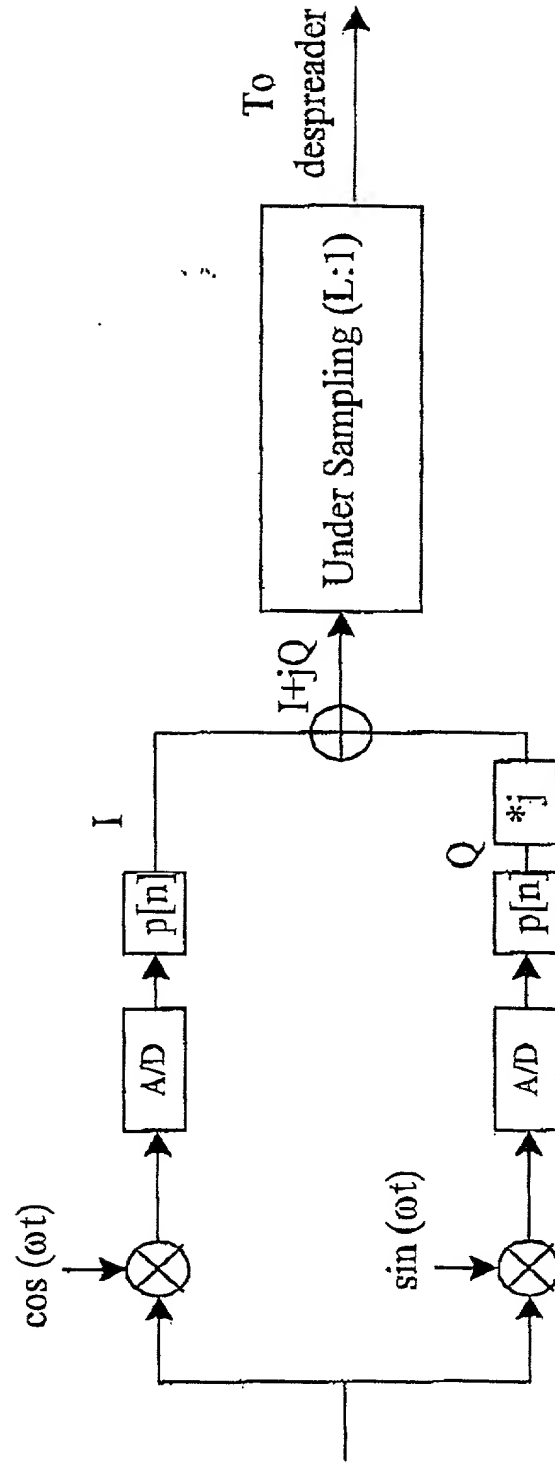 cos (ωt)
A/D
p[n]
I
I+jQ
Under Sampling (L:1)
To
despreader
sin (ωt)
A/D
p[n]
Q
*j